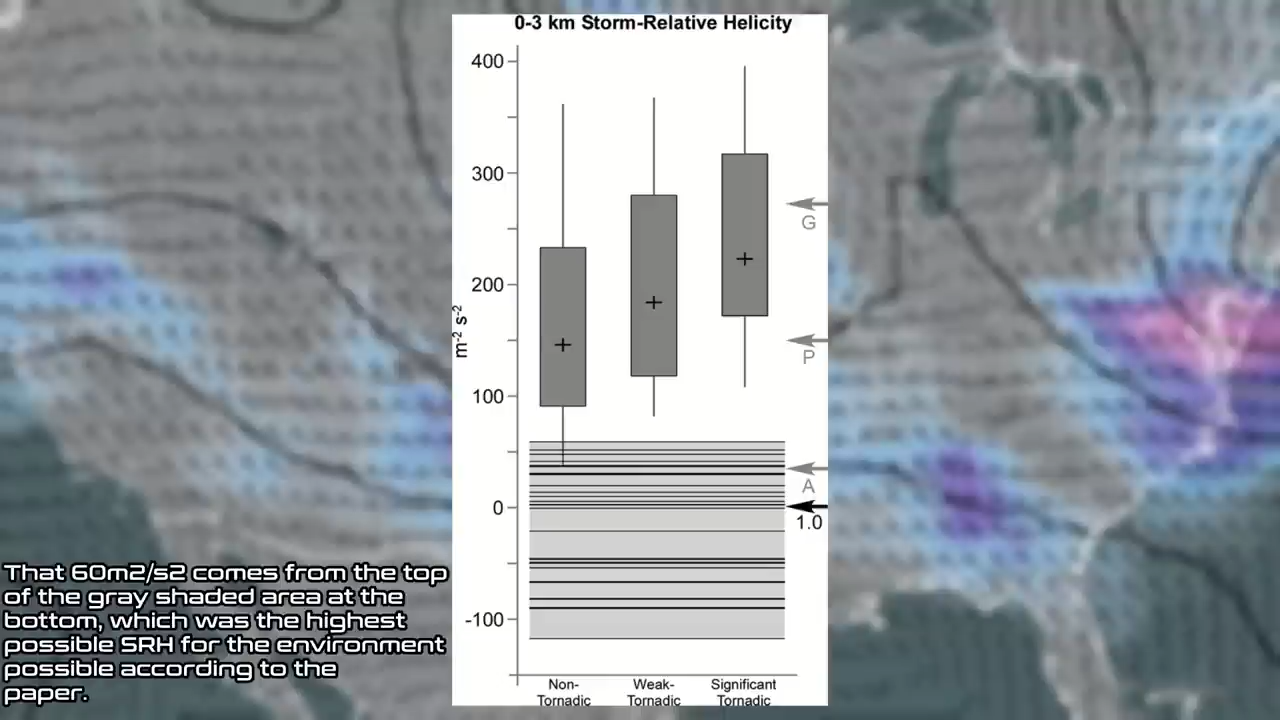 0-3 km Storm-Relative Helicity
400
300
200
100
0
-100
m-2 s-2
G
P
A
1.0
Non-
Tornadic
Weak-
Tornadic
Significant
Tornadic
That 60m2/s2 comes from the top
of the gray shaded area at the
bottom, which was the highest
possible SRH for the environment
possible according to the
paper.